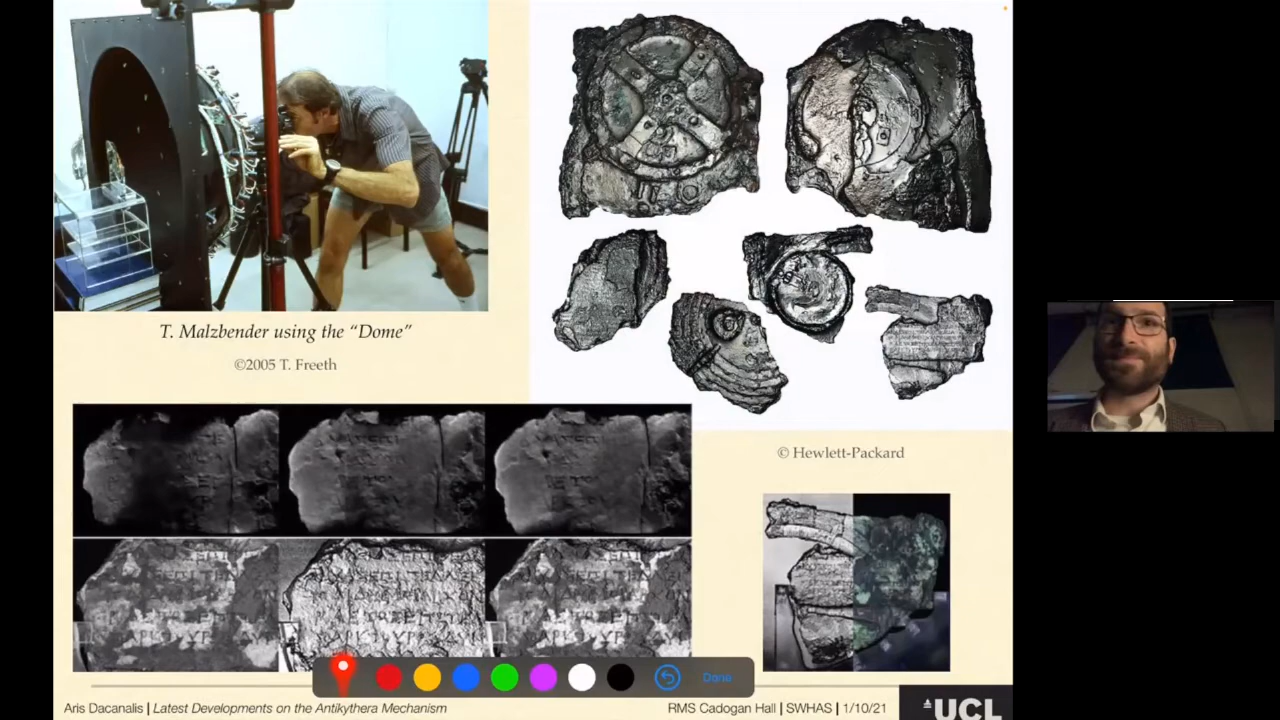 T. Malzbender using the “Dome”
©2005 T. Freeth
© Hewlett-Packard
Done
Aris Dacanalis | Latest Developments on the Antikythera Mechanism
RMS Cadogan Hall | SWHAS | 1/10/21
UCL